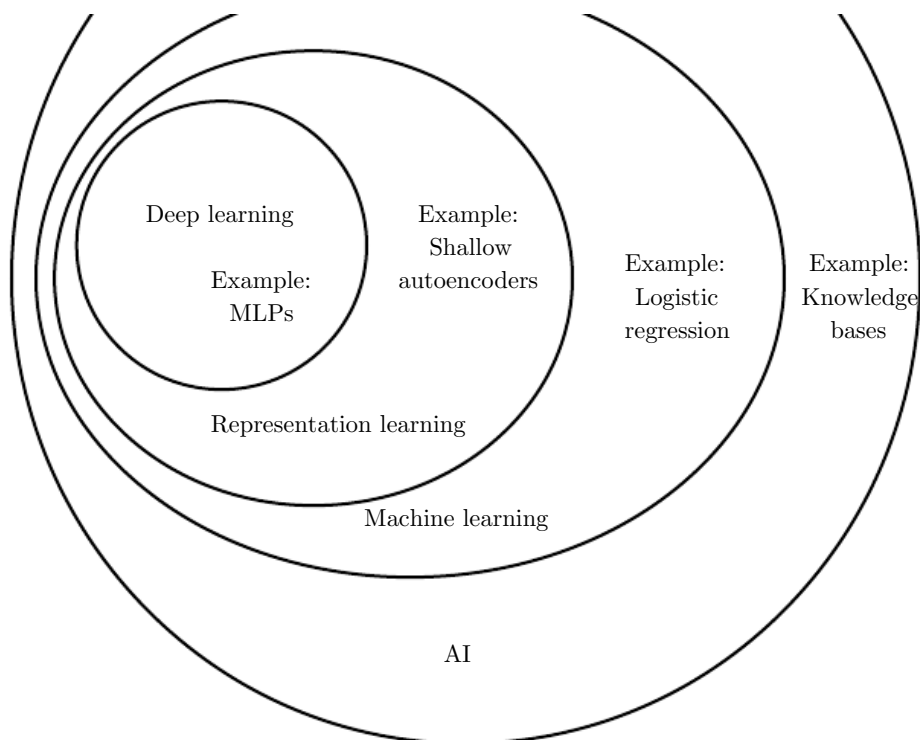 Deep learning
Example:
MLPs
Example:
Shallow
autoencoders
Example:
Logistic
regression
Example:
Knowledge
bases
Representation learning
Machine learning
AI